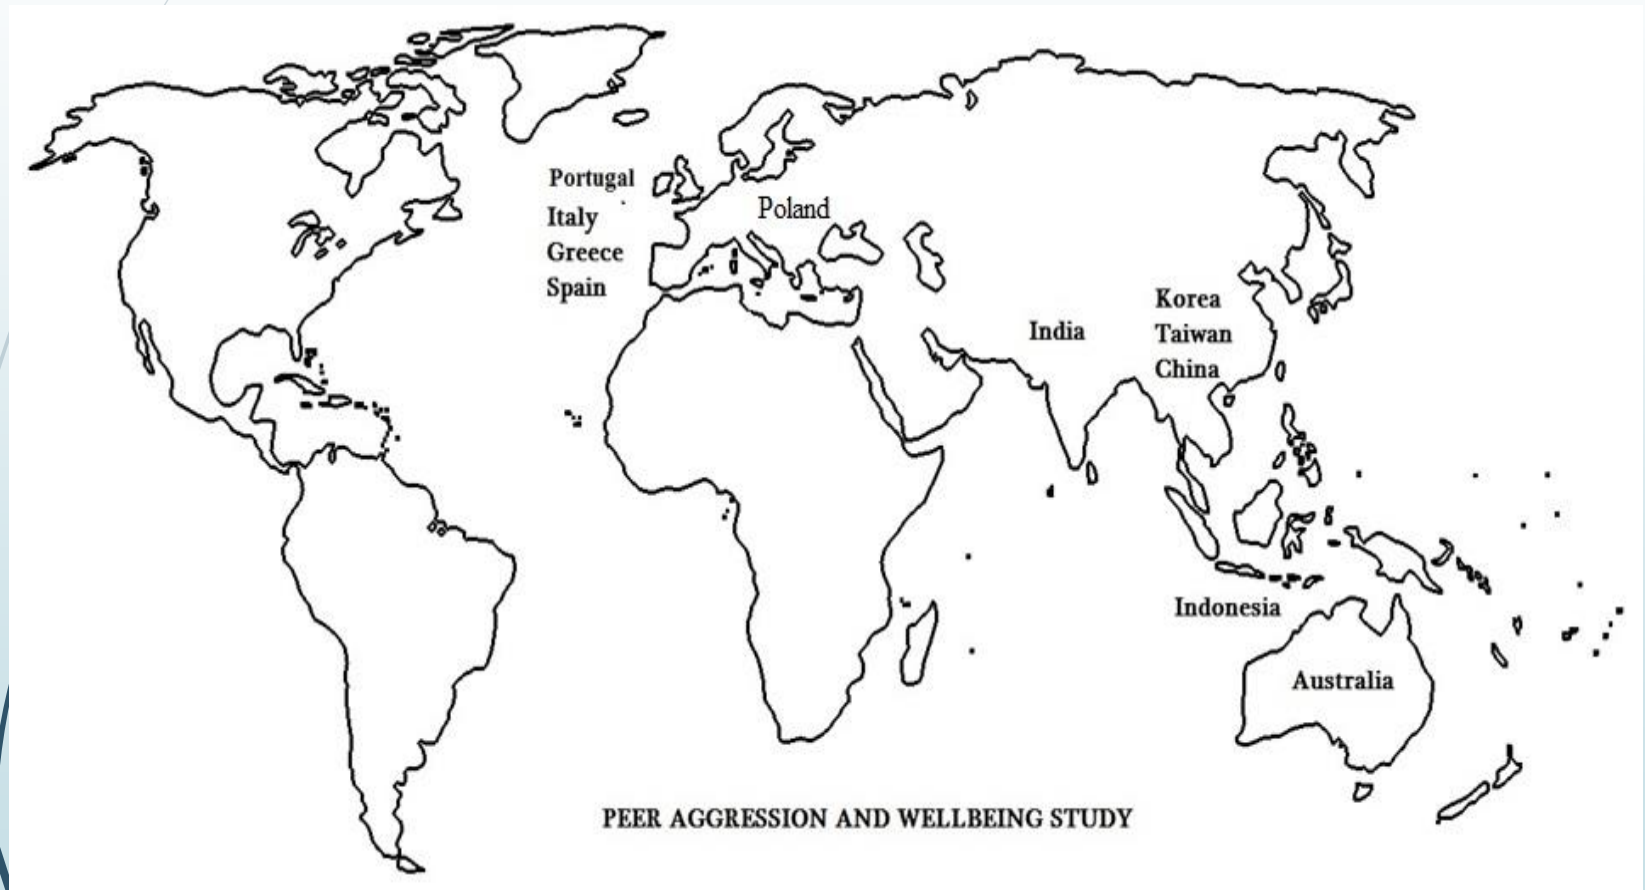 Portugal
Italy
Greece
Spain
Poland
India
Korea
Taiwan
China
Indonesia
Australia
PEER AGGRESSION AND WELLBEING STUDY